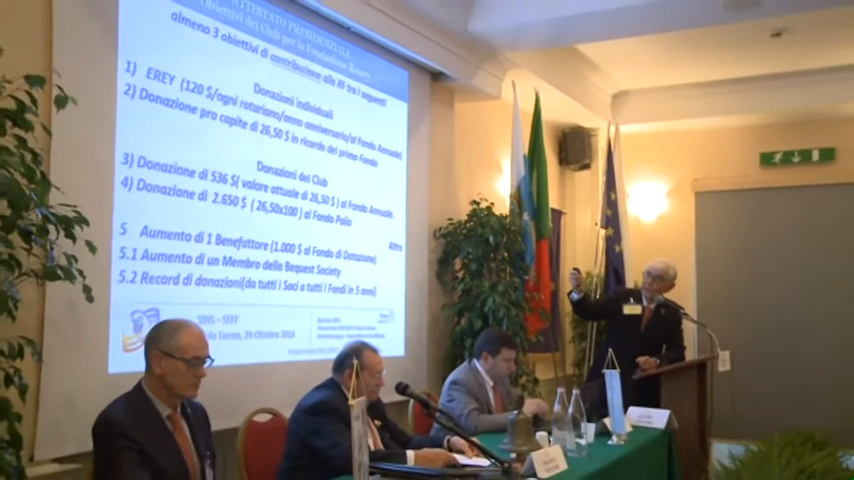 ATTESTATO PRESIDENZIALE
Obiettivi dei Club per la Fondazione Rotary
almeno 3 obiettivi di contribuzione alla RF tra i seguenti
Donazioni individuali
1) EREY (120 $/ogni rotariano/anno anniversario/al Fondo Annuale)
2) Donazione pro capite di 26,50 $ in ricordo del primo Fondo
Donazioni dei Club
3) Donazione di 536 $( valore attuale di 26,50 $ ) al Fondo Annuale.
4) Donazione di 2.650 $ ( 26,50x100 ) al Fondo Polio
Altro
5 Aumento di 1 Benefattore (1.000 $ al Fondo di Dotazione)
5.1 Aumento di un Membro della Bequest Society
5.2 Record di donazioni(da tutti i Soci a tutti i Fondi in 5 anni)
SINS - SEFF
Terme, 29 Ottobre